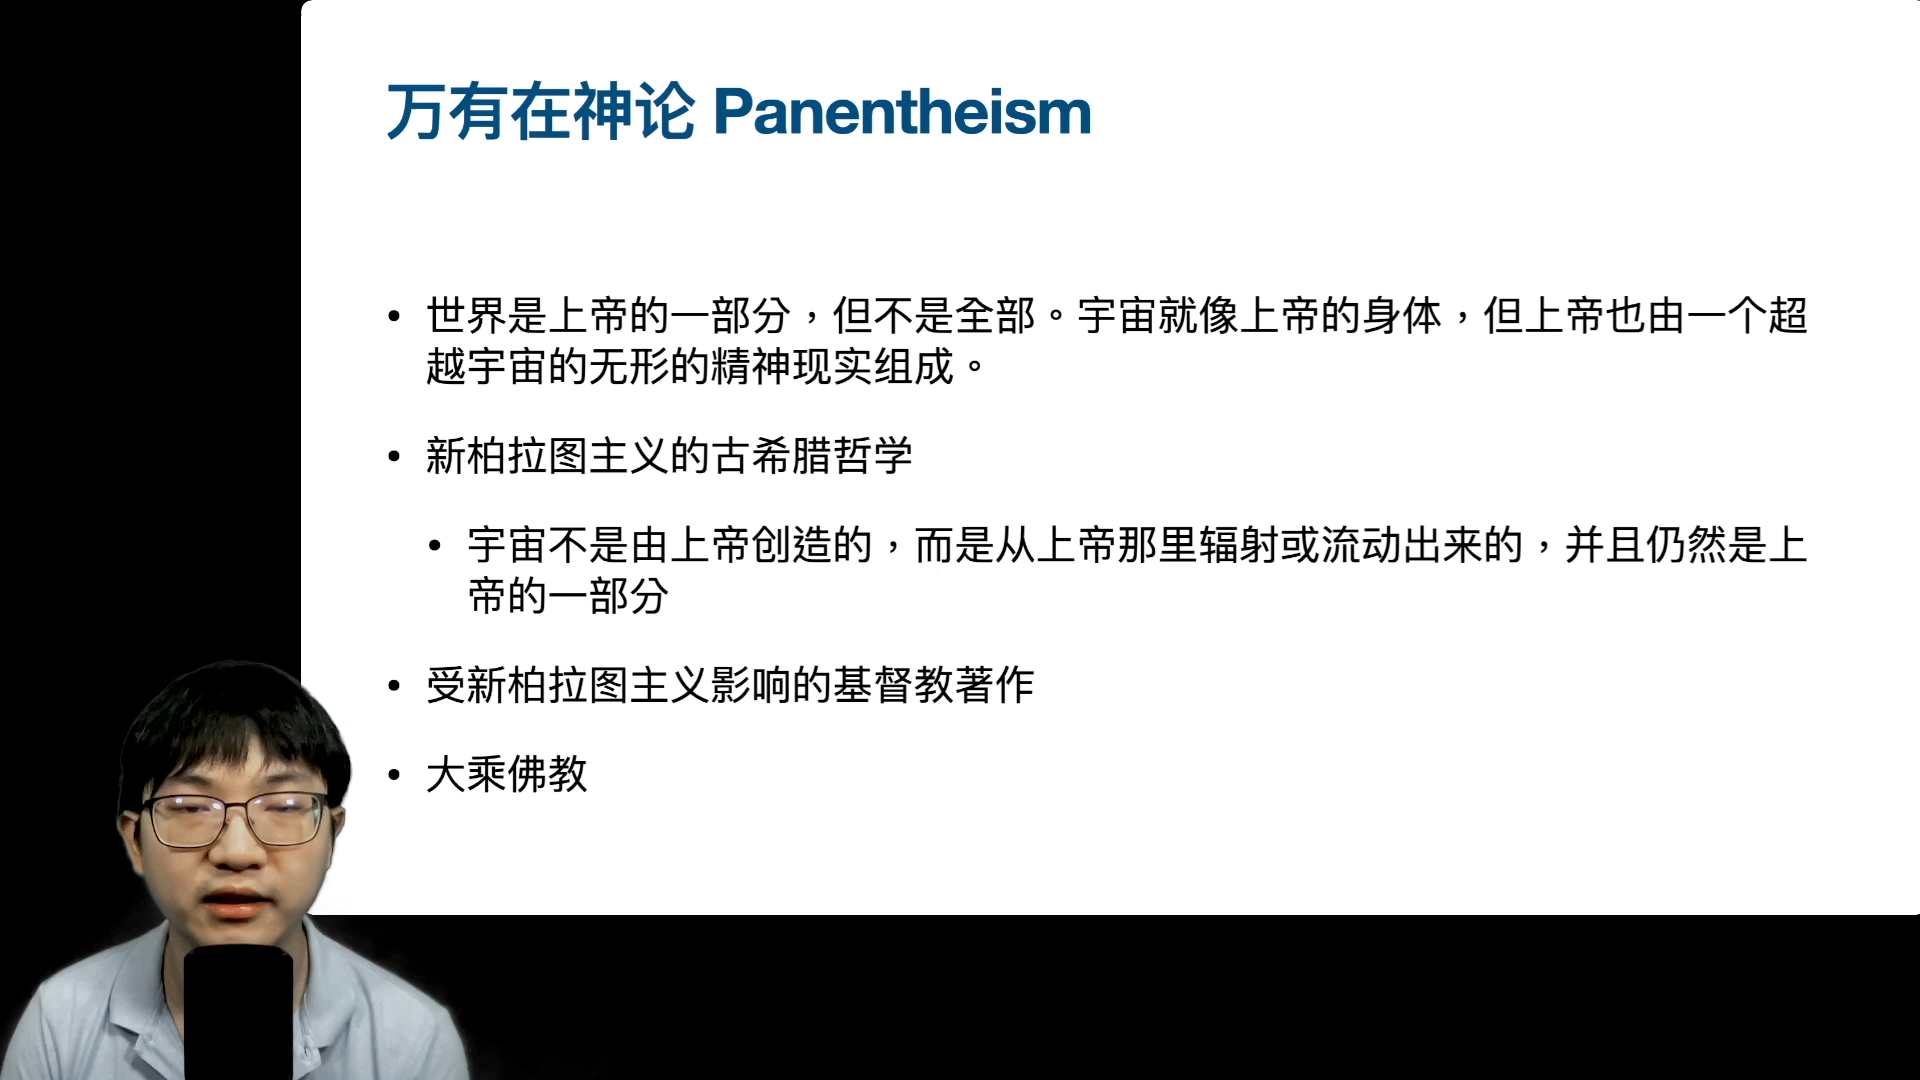 万有在神论 Panentheism
• 世界是上帝的一部分，但不是全部。宇宙就像上帝的身体，但上帝也由一个超
越宇宙的无形的精神现实组成。
• 新柏拉图主义的古希腊哲学
• 宇宙不是由上帝创造的，而是从上帝那里辐射或流动出来的，并且仍然是上
帝的一部分
• 受新柏拉图主义影响的基督教著作
• 大乘佛教